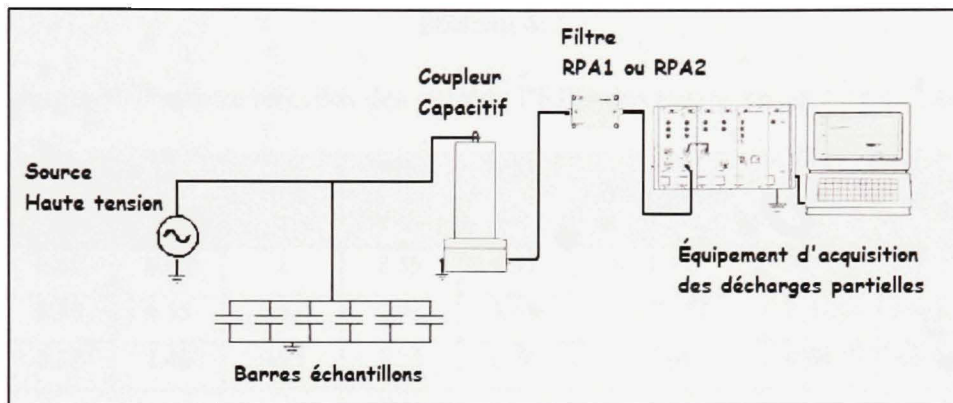 Source
Haute tension
Coupleur
Capacitif
Filtre
RPA1 ou RPA2
Équipement d'acquisition
des décharges partielles
Barres échantillons